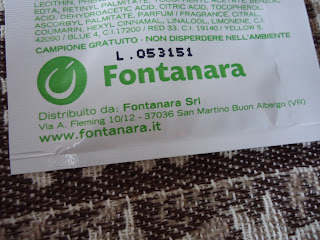 LECITHIN, PHENETHYL
EDTA, RETINYL PALMITATE,
ACID, DEHYDROACETIC ACID, CITRIC ACID, TOCOPHEROL,
ASCORBYL PALMITATE, PARFUM / FRAGRANCE,
COUMARIN, HEXYL CINNAMAL, LINALOOL, LIMONENE, C.I.
42090 / BLUE 4, C.I.17200 / RED 33, C.I. 19140 / YELLOW 5.
CAMPIONE GRATUITO - NON DISPERDERE NELL'AMBIENTE
L.053151
Fontanara
Distribuito da: Fontanara Srl
Via A. Fleming 10/12 - 37036 San Martino Buon Albergo (VR)
www.fontanara.it